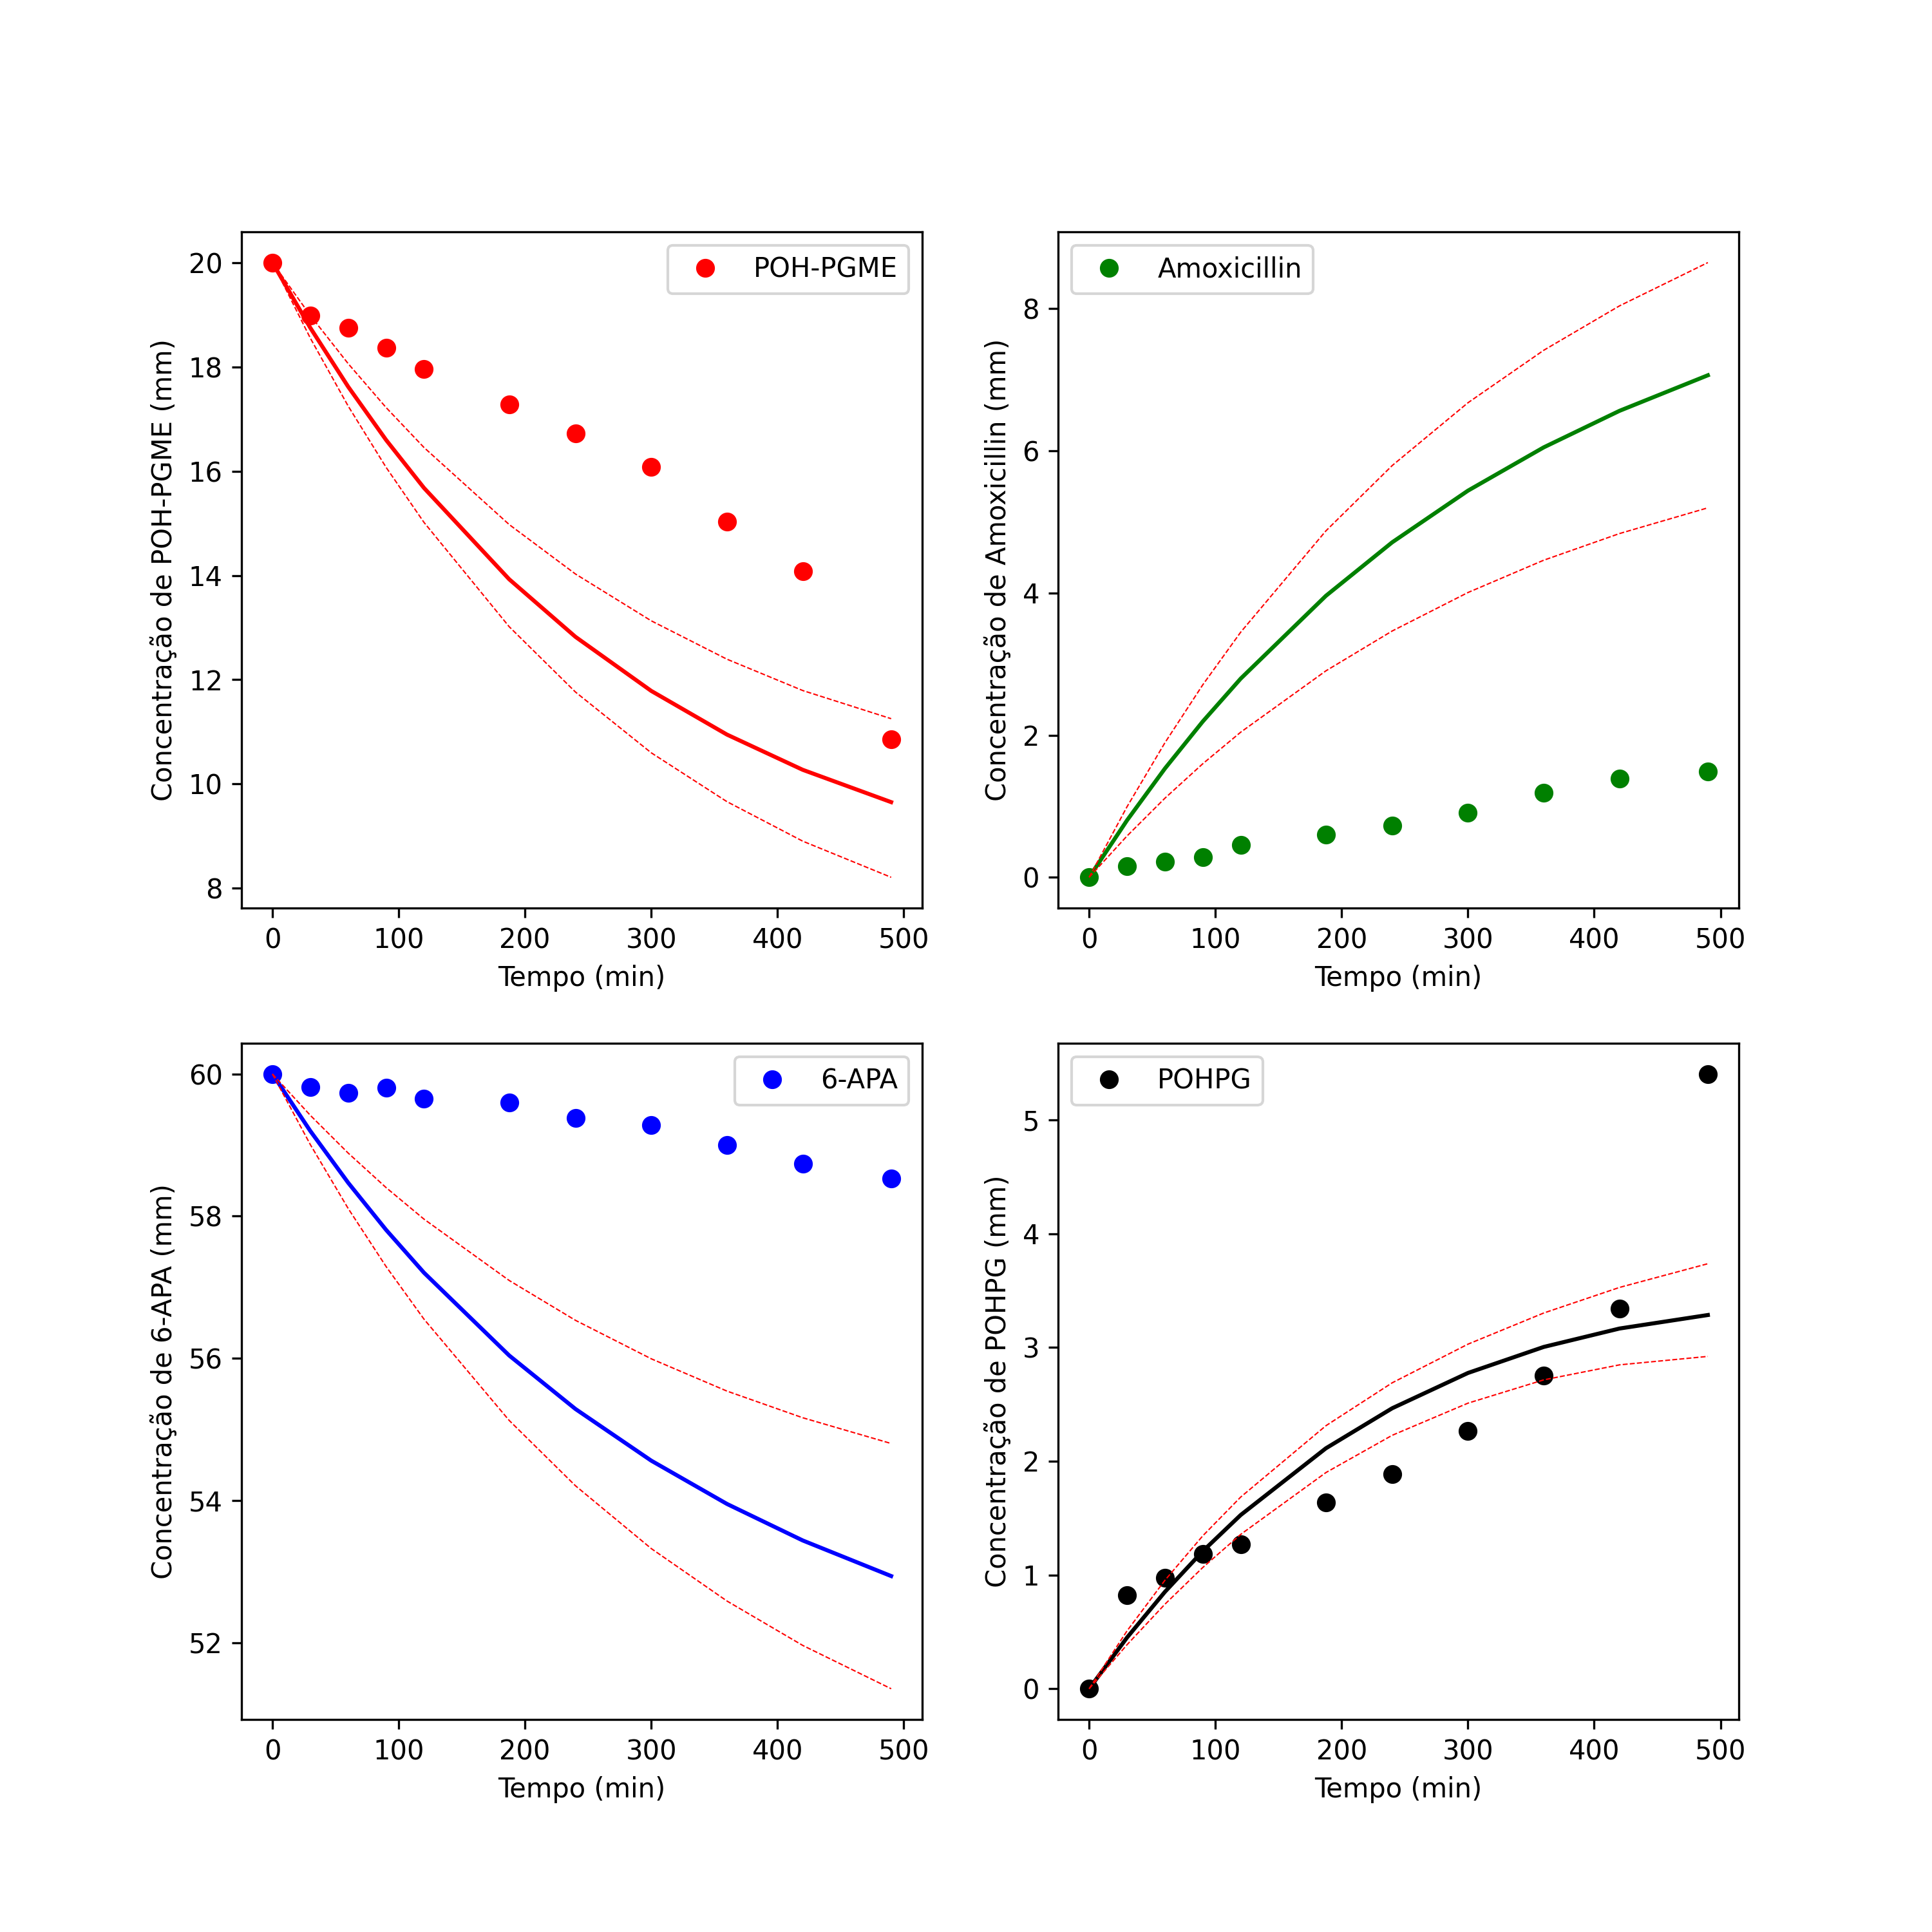 POH-PGME
20
18
16
14
12
10
8
Concentração de POH-PGME (mm)
0 100 200 300 400 500
Tempo (min)
Amoxicillin
8
6
4
2
0
Concentração de Amoxicillin (mm)
0 100 200 300 400 500
Tempo (min)
6-APA
60
58
56
54
52
Concentração de 6-APA (mm)
0 100 200 300 400 500
Tempo (min)
POHPG
5
4
3
2
1
0
Concentração de POHPG (mm)
0 100 200 300 400 500
Tempo (min)